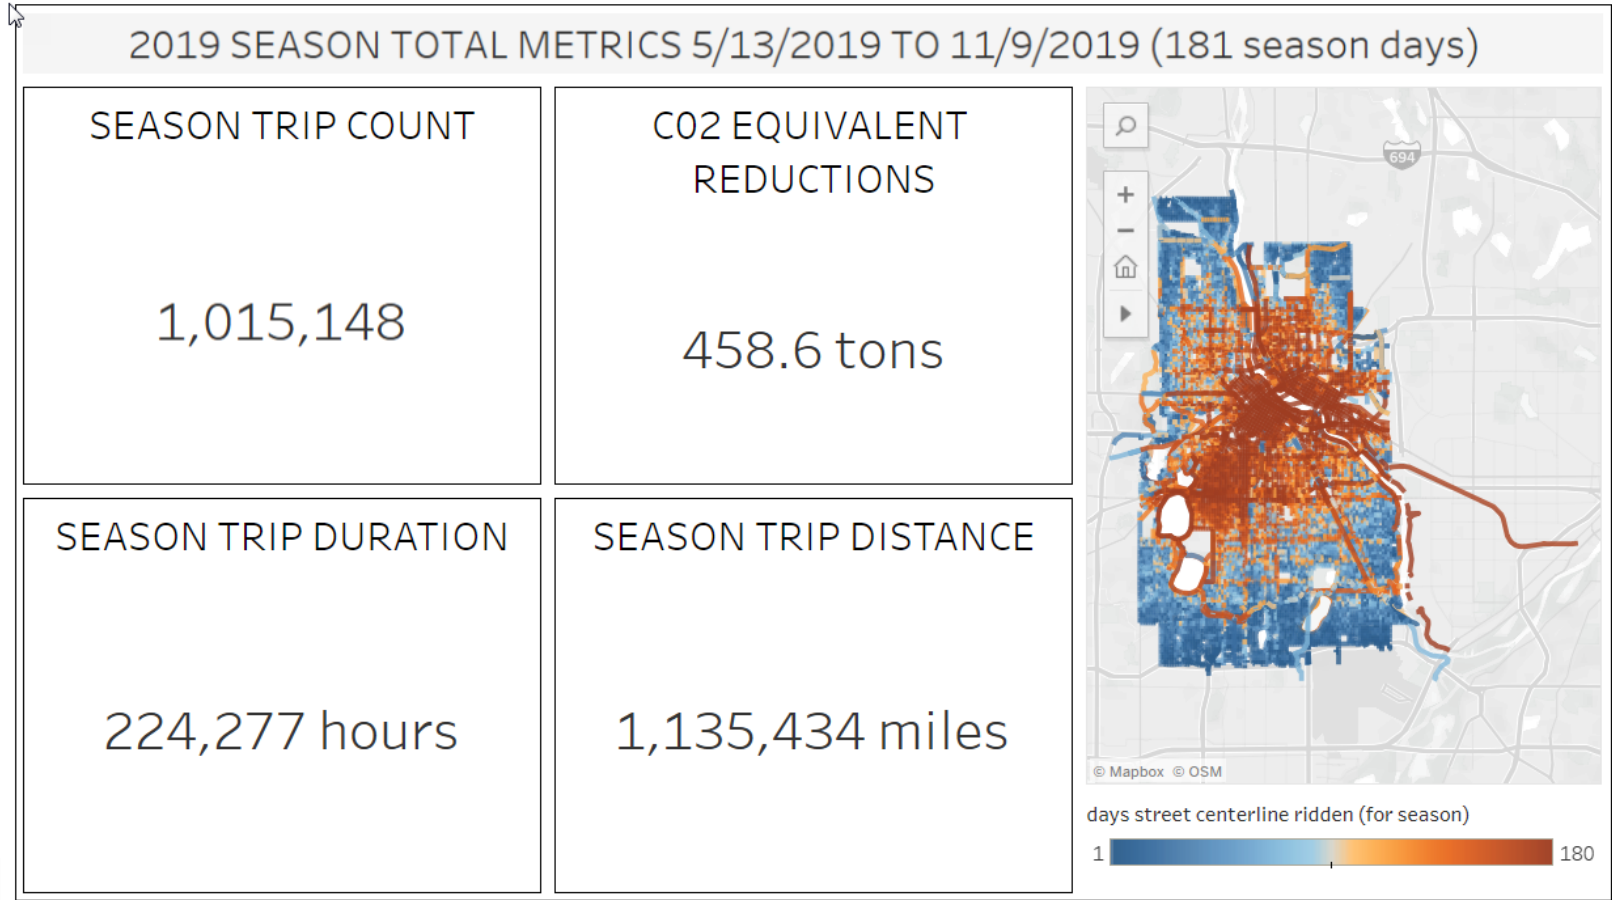 2019 SEASON TOTAL METRICS 5/13/2019 TO 11/9/2019 (181 season days)
SEASON TRIP COUNT
1,015,148
C02 EQUIVALENT
REDUCTIONS
458.6 tons
SEASON TRIP DURATION
224,277 hours
SEASON TRIP DISTANCE
1,135,434 miles
694
© Mapbox © OSM
days street centerline ridden (for season)
1
180